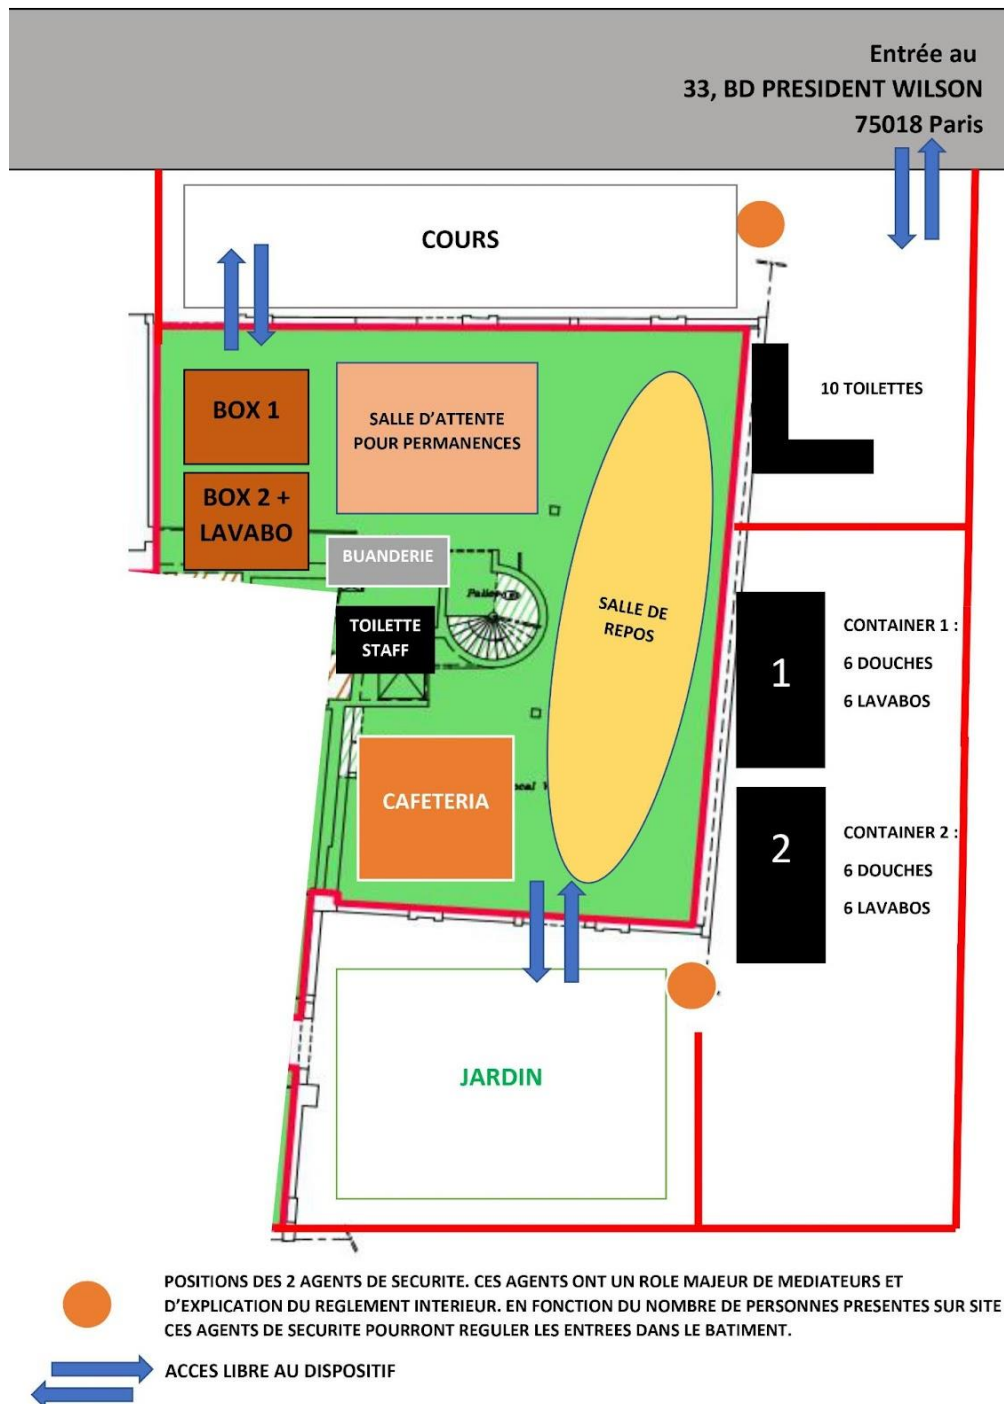 Entrée au
33, BD PRESIDENT WILSON
75018 Paris
COURS
BOX 1
SALLE D'ATTENTE
POUR PERMANENCES
10 TOILETTES
BOX 2 +
LAVABO
BUANDERIE
TOILETTE
STAFF
SALLE DE
REPOS
1
CONTAINER 1 :
6 DOUCHES
6 LAVABOS
CAFETERIA
2
CONTAINER 2 :
6 DOUCHES
6 LAVABOS
JARDIN
POSITIONS DES 2 AGENTS DE SECURITE. CES AGENTS ONT UN ROLE MAJEUR DE MEDIATEURS ET
D'EXPLICATION DU REGLEMENT INTERIEUR. EN FONCTION DU NOMBRE DE PERSONNES PRESENTES SUR SITE
CES AGENTS DE SECURITE POURRONT REGULER LES ENTREES DANS LE BATIMENT.
ACCES LIBRE AU DISPOSITIF